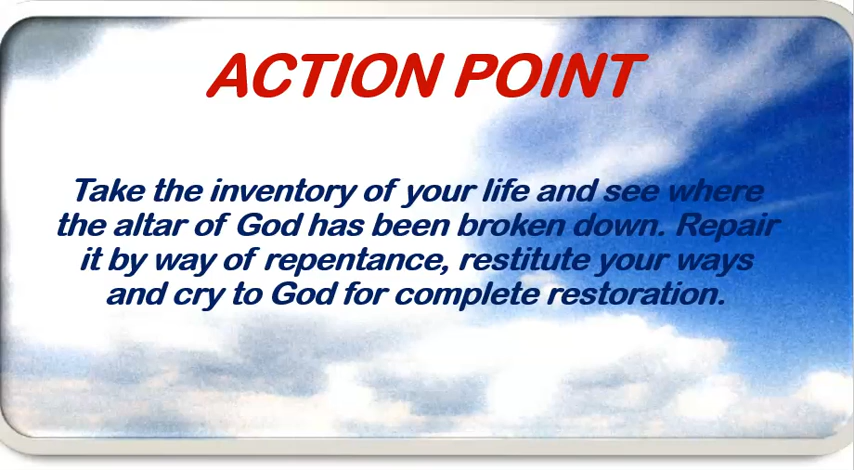 ACTION POINT
Take the inventory of your life and see where
the altar of God has been broken down. Repair
it by way of repentance, restitute your ways
and cry to God for complete restoration.